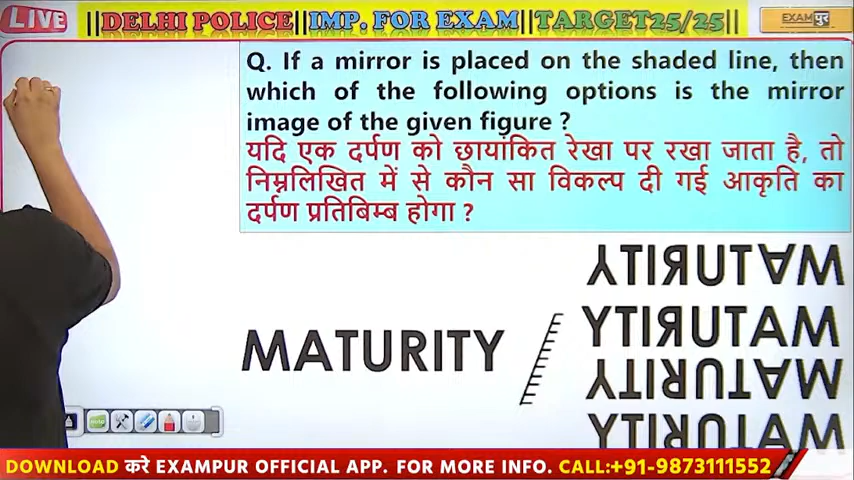 LIVE
||DELHI POLICE||IMP. FOR EXAM||TARGET25/25||
EXAMपुर
Q. If a mirror is placed on the shaded line, then
which of the following options is the mirror
image of the given figure ?
यदि एक दर्पण को छायांकित रेखा पर रखा जाता है, तो
निम्नलिखित में से कौन सा विकल्प दी गई आकृति का
दर्पण प्रतिबिम्ब होगा ?
MATURITY
DOWNLOAD करे EXAMPUR OFFICIAL APP. FOR MORE INFO. CALL:+91-9873111552